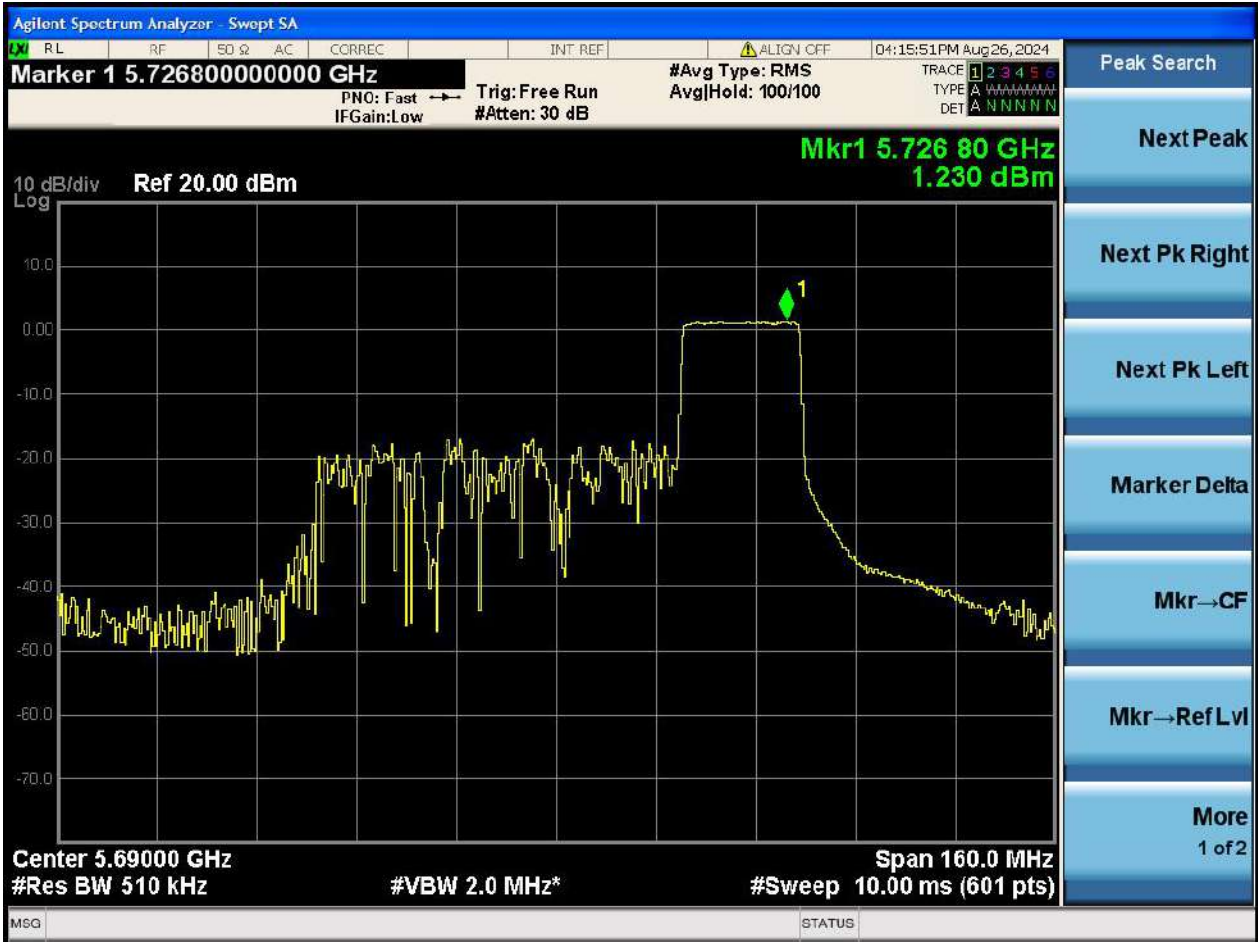 Agilent Spectrum Analyzer - Swept SA
LXI RL RF 50 Ω AC CORREC INT REF ALIGN OFF 04:15:51PM Aug 26, 2024
Marker 1 5.726800000000 GHz
PNO: Fast
IFGain:Low
Trig: Free Run
#Atten: 30 dB
#Avg Type: RMS
Avg|Hold: 100/100
TRACE 1 2 3 4 5 6
TYPE A WWWWW
DET A N N N N N
Mkr1 5.726 80 GHz
1.230 dBm
10 dB/div Ref 20.00 dBm
Log
10.0
0.00
-10.0
-20.0
-30.0
-40.0
-50.0
-60.0
-70.0
1
Center 5.69000 GHz Span 160.0 MHz
#Res BW 510 kHz #VBW 2.0 MHz* #Sweep 10.00 ms (601 pts)
MSG STATUS
Peak Search
Next Peak
Next Pk Right
Next Pk Left
Marker Delta
Mkr→CF
Mkr→Ref Lvl
More
1 of 2